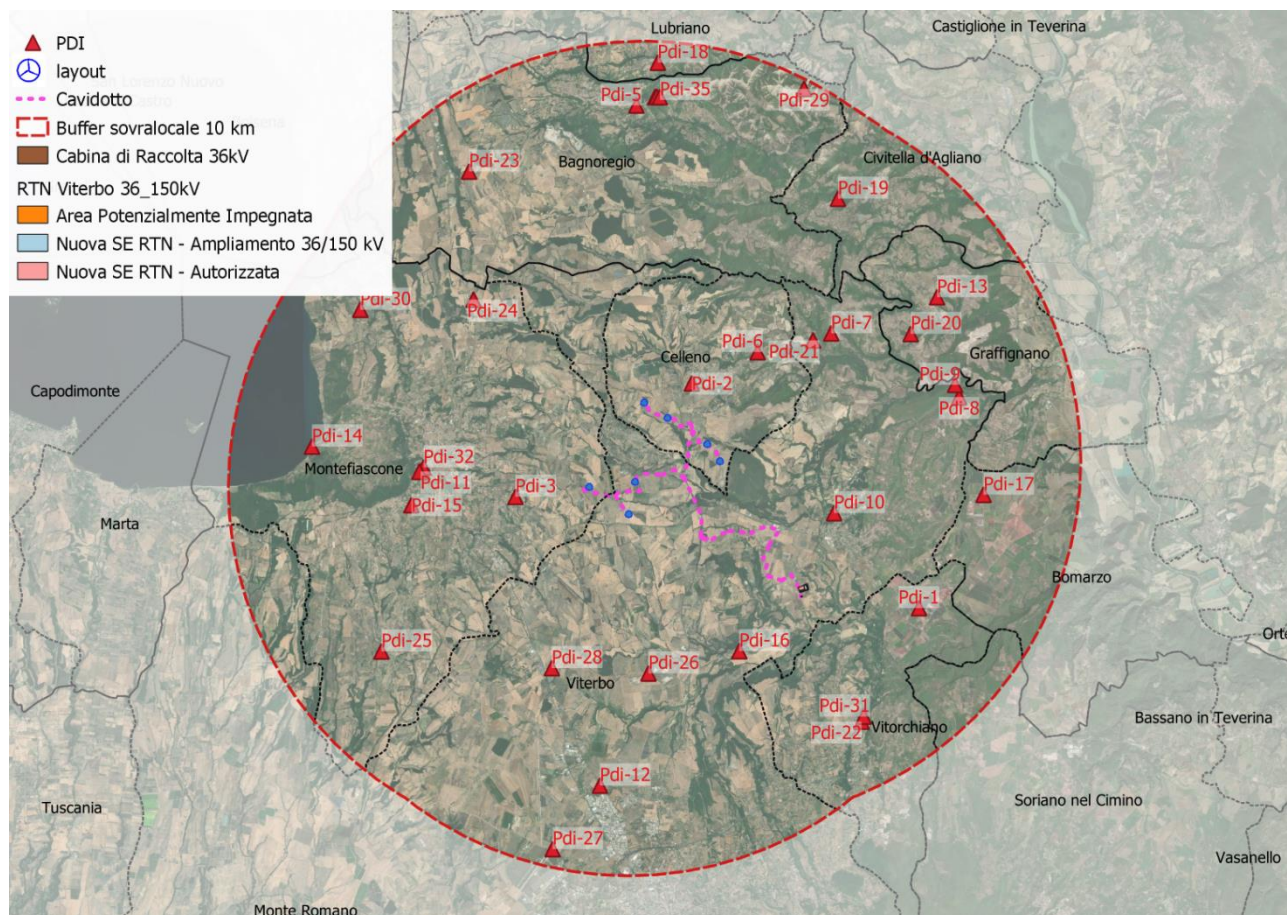 PDI
layout
Cavidotto
Buffer sovralocale 10 km
Cabina di Raccolta 36kV
RTN Viterbo 36_150kV
Area Potenzialmente Impegnata
Nuova SE RTN - Ampliamento 36/150 kV
Nuova SE RTN - Autorizzata
Lubriano
Castiglione in Teverina
Pdi-18
Pdi-5
Pdi-35
Pdi-29
Bagnoregio
Civitella d'Agliano
Pdi-23
Pdi-19
Pdi-30
Pdi-24
Pdi-13
Pdi-7
Pdi-20
Pdi-6
Pdi-21
Celleno
Graffignano
Pdi-2
Pdi-9
Pdi-8
Capodimonte
Pdi-14
Montefiascone
Pdi-32
Pdi-11
Pdi-3
Pdi-15
Pdi-17
Pdi-10
Marta
Bomarzo
Pdi-1
Orte
Pdi-25
Pdi-28
Pdi-26
Pdi-16
Viterbo
Pdi-31
Pdi-22
Vitorchiano
Bassano in Teverina
Pdi-12
Tuscania
Soriano nel Cimino
Pdi-27
Vasanello
Monte Romano